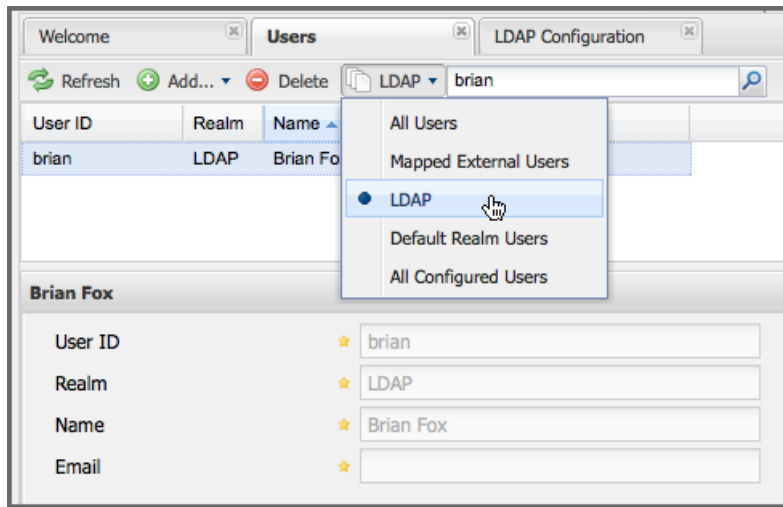 Welcome Users LDAP Configuration
Refresh Add... Delete LDAP brian
User ID Realm Name
brian LDAP Brian Fo
All Users
Mapped External Users
LDAP
Default Realm Users
All Configured Users
Brian Fox
User ID brian
Realm LDAP
Name Brian Fox
Email